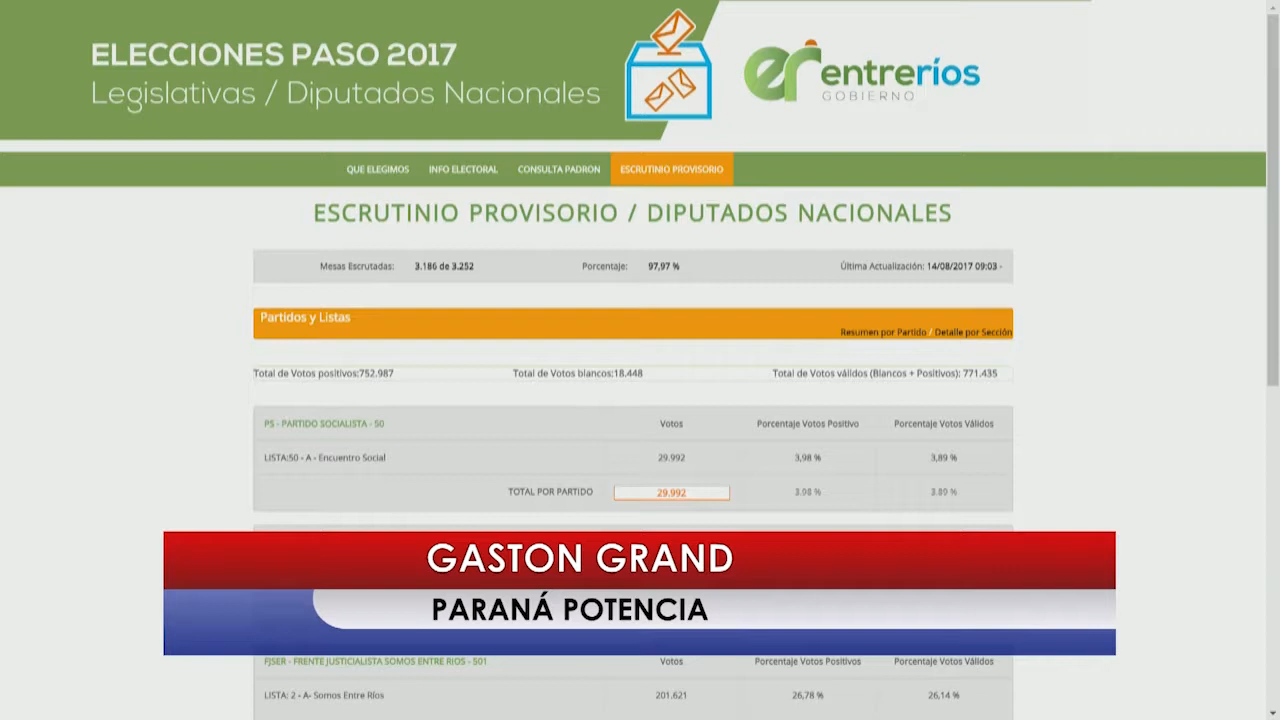 ELECCIONES PASO 2017
Legislativas / Diputados Nacionales
er entreríos
GOBIERNO
QUE ELEGIMOS INFO ELECTORAL CONSULTA PADRON ESCRUTINIO PROVISORIO
ESCRUTINIO PROVISORIO / DIPUTADOS NACIONALES
Mesas Escrutadas: 3.186 de 3.252 Porcentaje: 97,97 % Última Actualización: 14/08/2017 09:03 -
Partidos y Listas
Resumen por Partido / Detalle por Sección
Total de Votos positivos:752.987 Total de Votos blancos:18.448 Total de Votos válidos (Blancos + Positivos): 771.435
PS - PARTIDO SOCIALISTA - 50 Votos Porcentaje Votos Positivo Porcentaje Votos Válidos
LISTA:50 - A - Encuentro Social 29.992 3,98 % 3,89 %
TOTAL POR PARTIDO 29.992 3.98 % 3.89 %
GASTON GRAND
PARANÁ POTENCIA
FJSER - FRENTE JUSTICIALISTA SOMOS ENTRE RIOS - 501 Votos Porcentaje Votos Positivos Porcentaje Votos Válidos
LISTA: 2 - A- Somos Entre Ríos 201.621 26,78 % 26,14 %